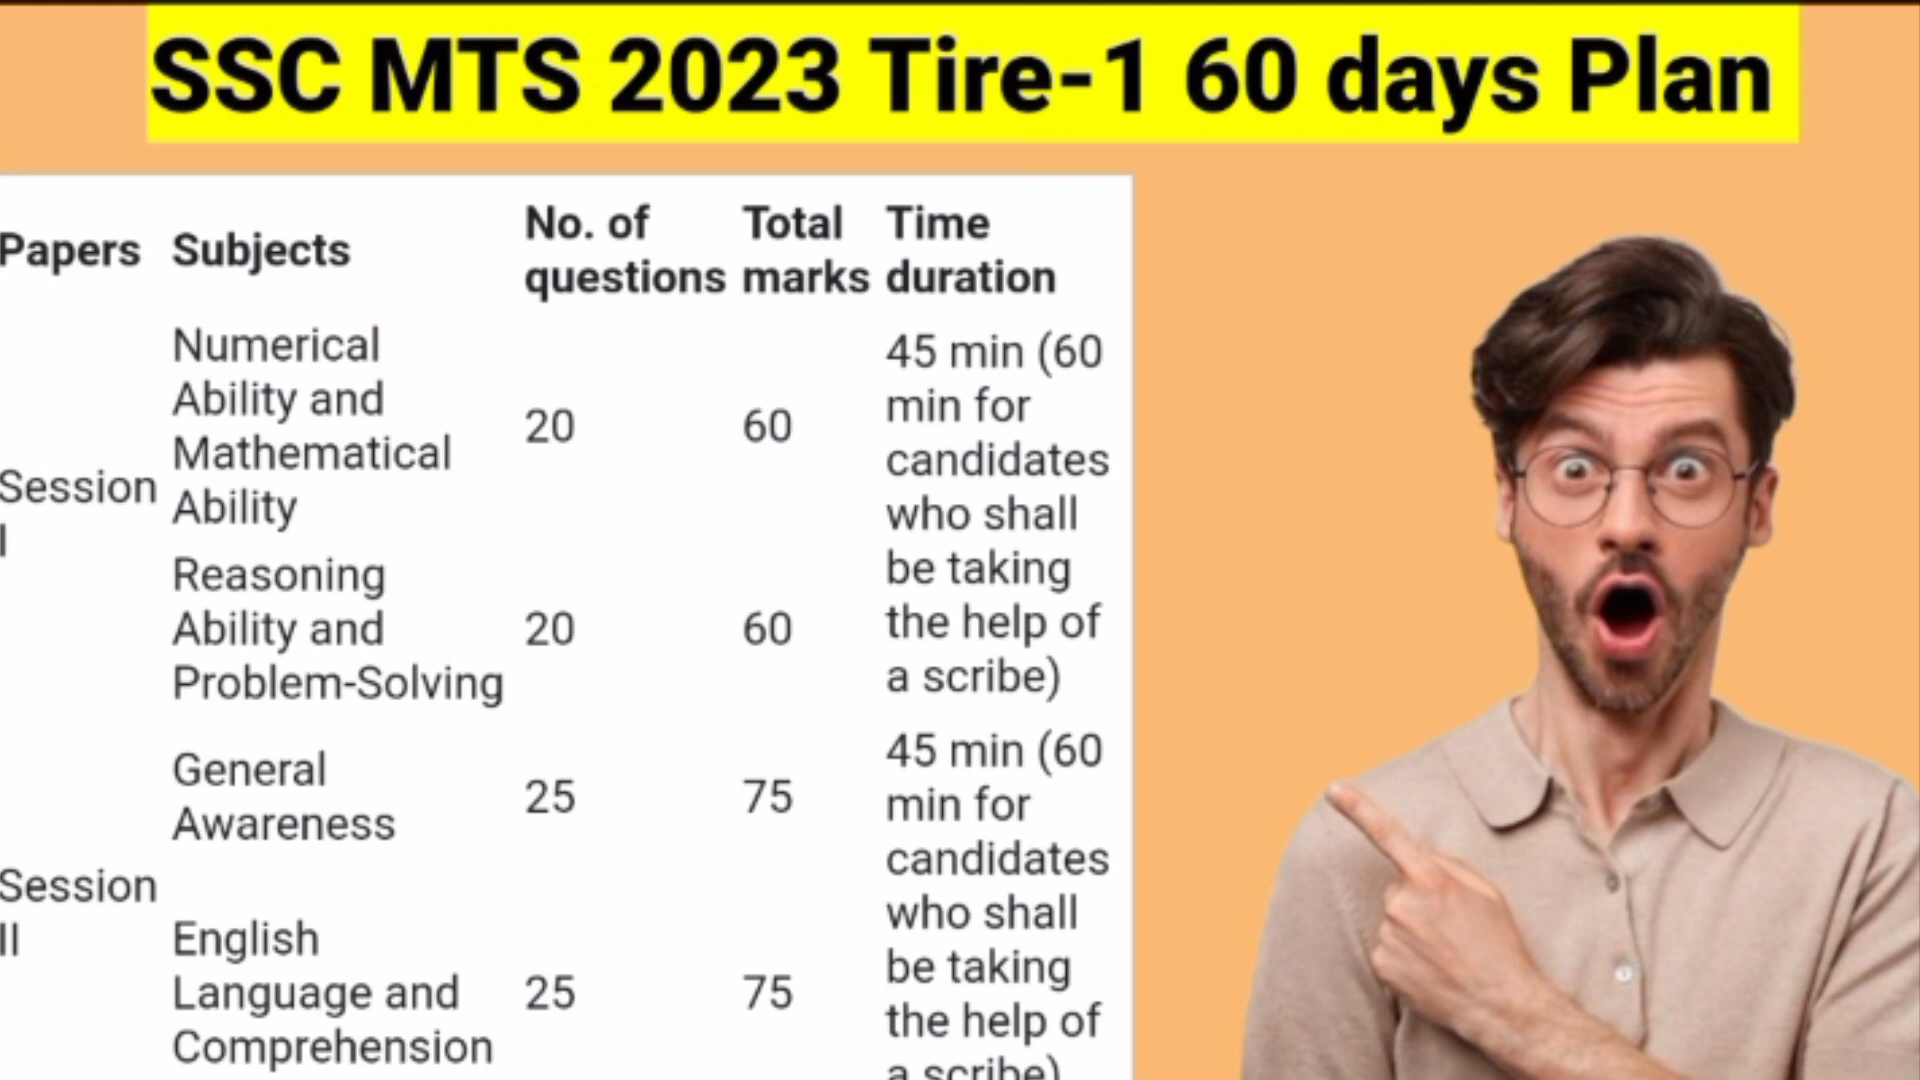 SSC MTS 2023 Tire-1 60 days Plan
Papers Subjects No. of questions Total marks Time duration
Session I
Numerical
Ability and
Mathematical
Ability
20
60
45 min (60
min for
candidates
who shall
be taking
the help of
a scribe)
Reasoning
Ability and
Problem-Solving
20
60
Session II
General
Awareness
25
75
45 min (60
min for
candidates
who shall
be taking
the help of
a scribe)
English
Language and
Comprehension
25
75